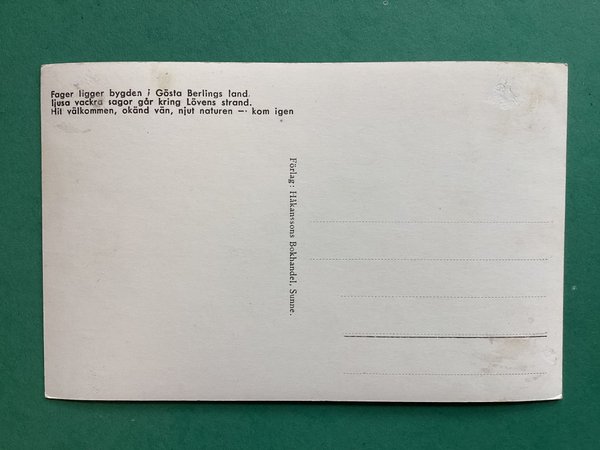 Fager ligger bygden i Gösta Berlings land.
ljusa vackra sagor går kring Lövens strand.
Hit välkommen, okänd vän, njut naturen — kom igen
Förlag: Håkanssons Bokhandel, Sunne.